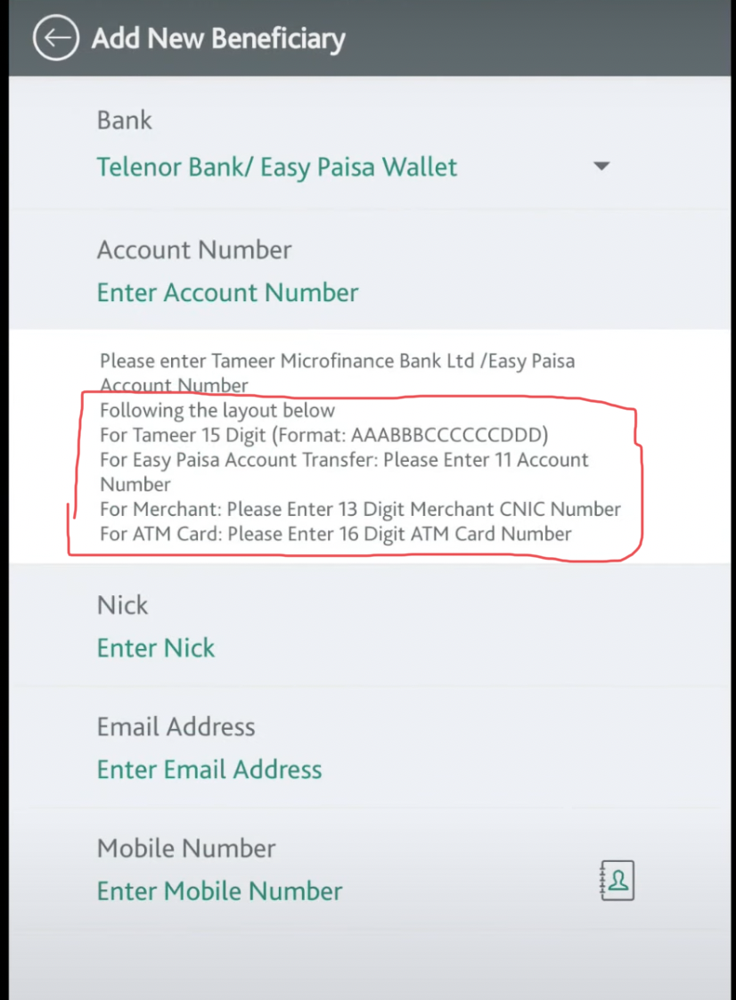 Add New Beneficiary
Bank
Telenor Bank/ Easy Paisa Wallet
Account Number
Enter Account Number
Please enter Tameer Microfinance Bank Ltd /Easy Paisa
Account Number
Following the layout below
For Tameer 15 Digit (Format: AAABBBCCCCCCDDD)
For Easy Paisa Account Transfer: Please Enter 11 Account
Number
For Merchant: Please Enter 13 Digit Merchant CNIC Number
For ATM Card: Please Enter 16 Digit ATM Card Number
Nick
Enter Nick
Email Address
Enter Email Address
Mobile Number
Enter Mobile Number